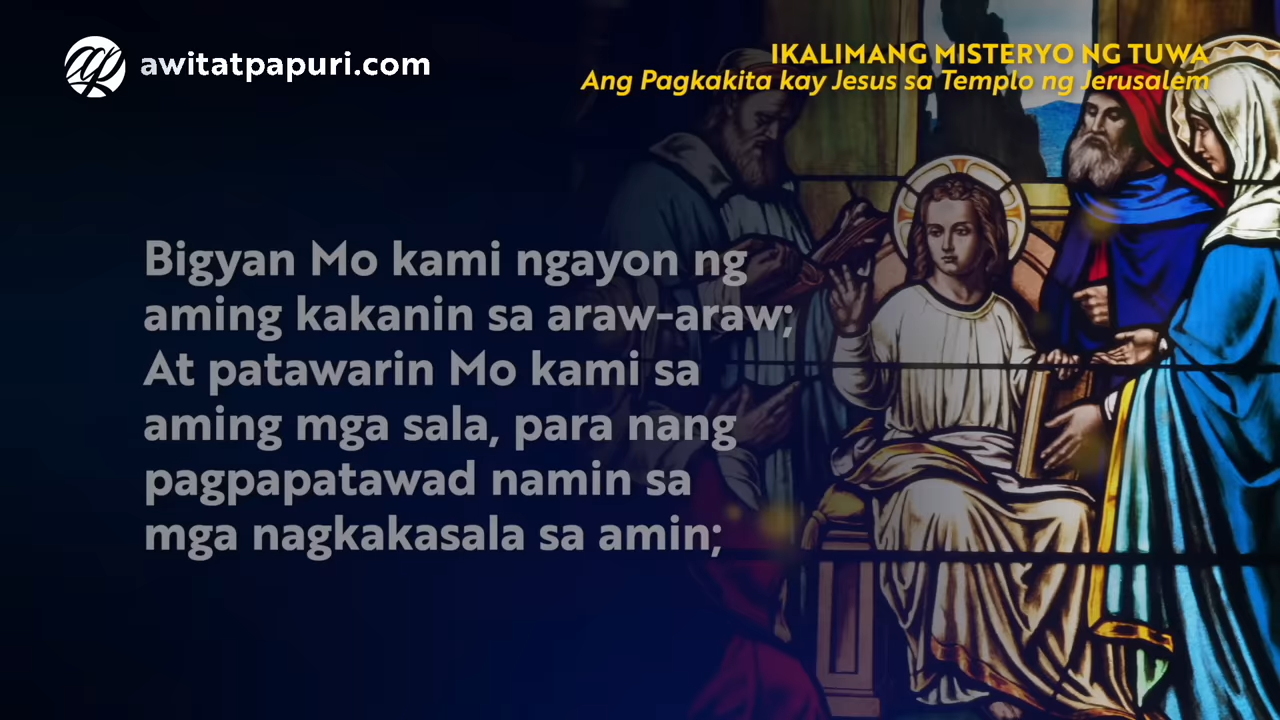 awitatpapuri.com
IKALIMANG MISTERYO NG TUWA
Ang Pagkakita kay Jesus sa Templo ng Jerusalem
Bigyan Mo kami ngayon ng
aming kakanin sa araw-araw;
At patawarin Mo kami sa
aming mga sala, para nang
pagpapatawad namin sa
mga nagkakasala sa amin;